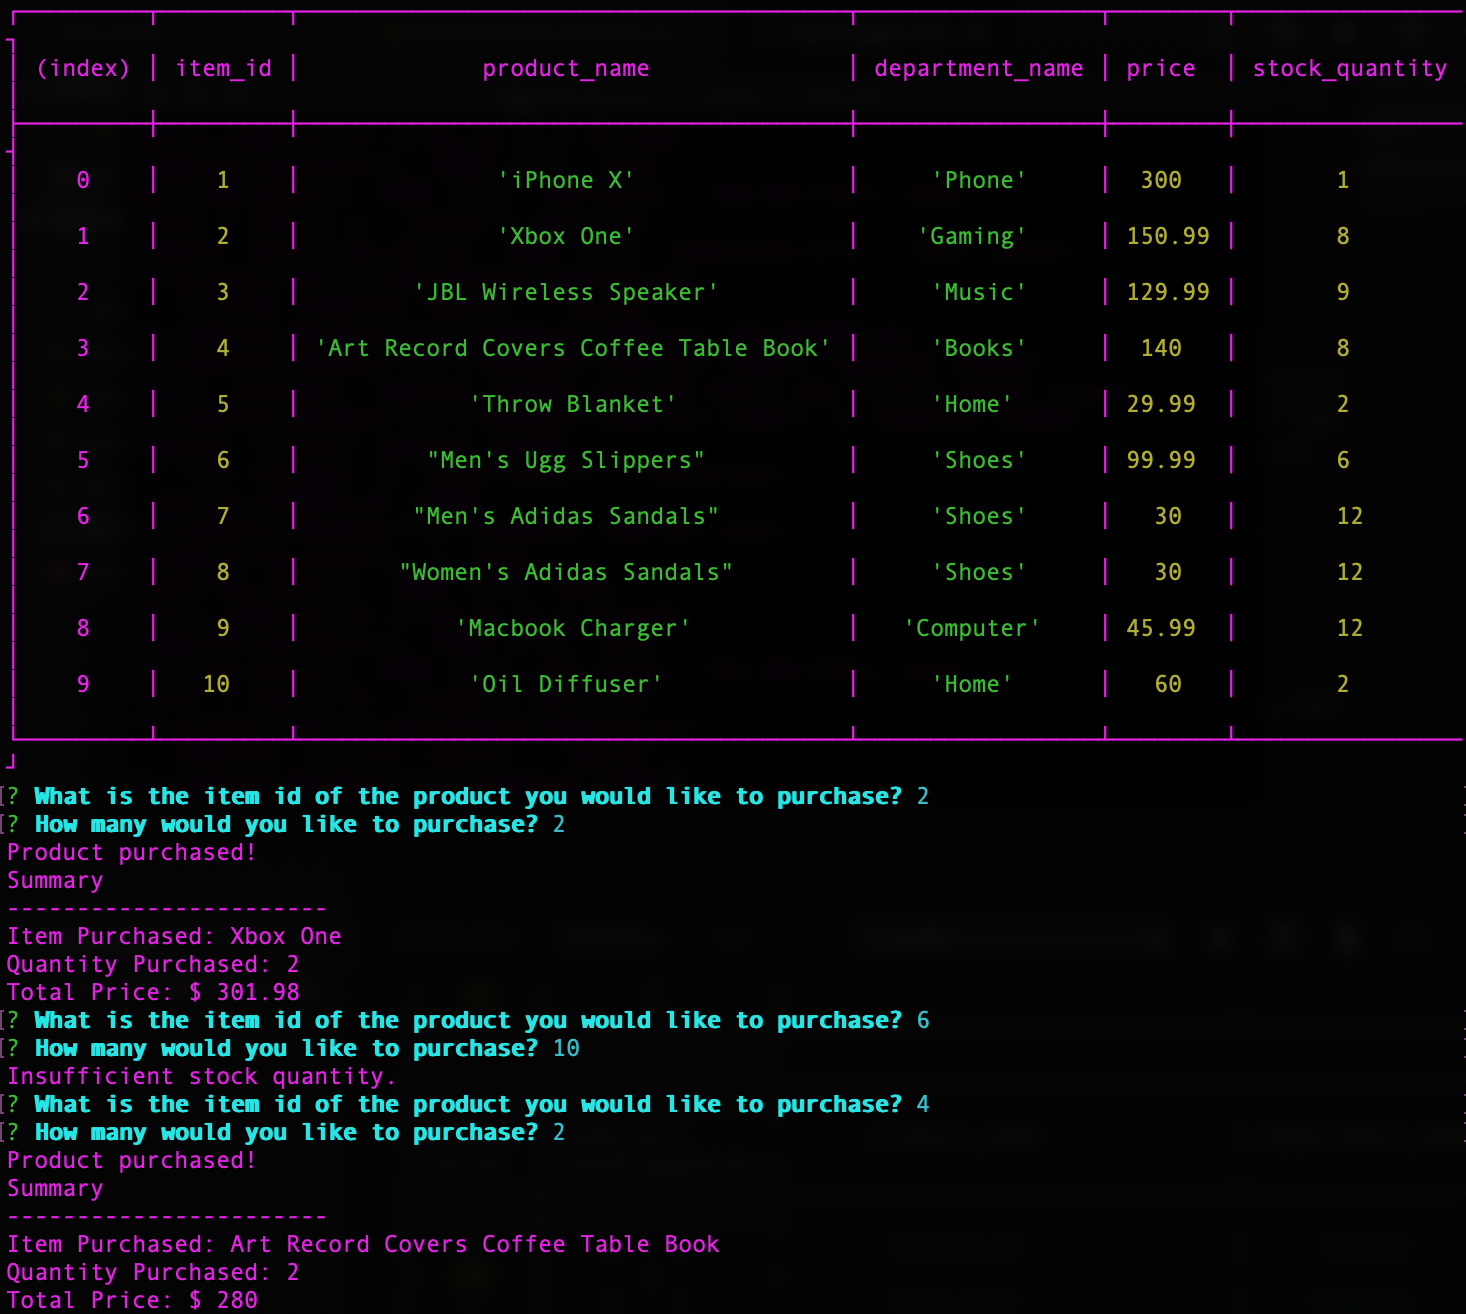 (index) item_id product_name department_name price stock_quantity
0 1 'iPhone X' 'Phone' 300 1
1 2 'Xbox One' 'Gaming' 150.99 8
2 3 'JBL Wireless Speaker' 'Music' 129.99 9
3 4 'Art Record Covers Coffee Table Book' 'Books' 140 8
4 5 'Throw Blanket' 'Home' 29.99 2
5 6 "Men's Ugg Slippers" 'Shoes' 99.99 6
6 7 "Men's Adidas Sandals" 'Shoes' 30 12
7 8 "Women's Adidas Sandals" 'Shoes' 30 12
8 9 'Macbook Charger' 'Computer' 45.99 12
9 10 'Oil Diffuser' 'Home' 60 2
? What is the item id of the product you would like to purchase? 2
? How many would you like to purchase? 2
Product purchased!
Summary
-----------------------
Item Purchased: Xbox One
Quantity Purchased: 2
Total Price: $ 301.98
? What is the item id of the product you would like to purchase? 6
? How many would you like to purchase? 10
Insufficient stock quantity.
? What is the item id of the product you would like to purchase? 4
? How many would you like to purchase? 2
Product purchased!
Summary
-----------------------
Item Purchased: Art Record Covers Coffee Table Book
Quantity Purchased: 2
Total Price: $ 280